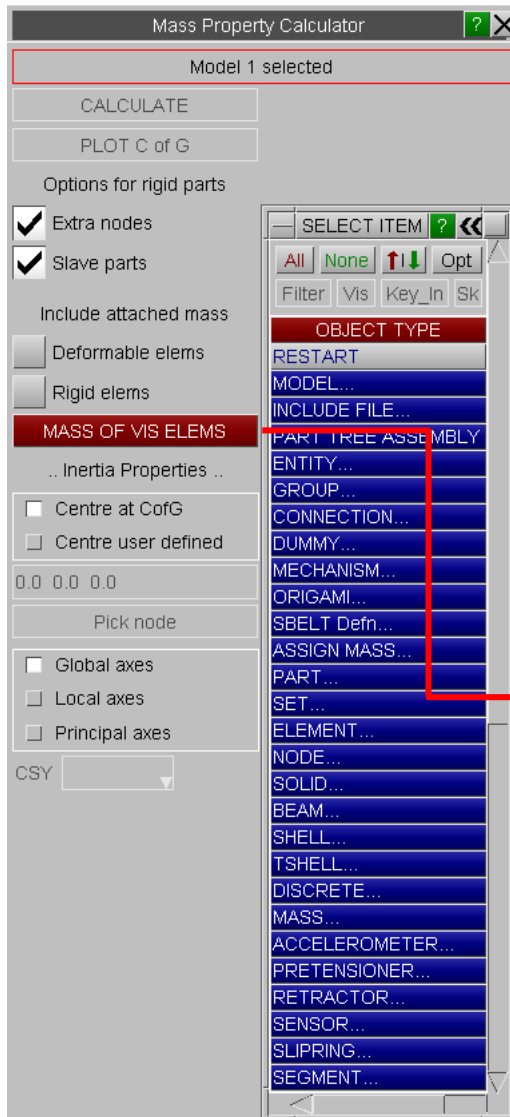 Mass Property Calculator ? X
Model 1 selected
CALCULATE
PLOT C of G
Options for rigid parts
Extra nodes
Slave parts
Include attached mass
Deformable elems
Rigid elems
MASS OF VIS ELEMS
.. Inertia Properties ..
Centre at CofG
Centre user defined
0.0 0.0 0.0
Pick node
Global axes
Local axes
Principal axes
CSY
SELECT ITEM ?
All None Opt
Filter Vis Key_In Sk
OBJECT TYPE
RESTART
MODEL...
INCLUDE FILE...
PART TREE ASSEMBLY
ENTITY...
GROUP...
CONNECTION...
DUMMY...
MECHANISM...
ORIGAMI...
SBELT Defn...
ASSIGN MASS...
PART...
SET...
ELEMENT...
NODE...
SOLID...
BEAM...
SHELL...
TSHELL...
DISCRETE...
MASS...
ACCELEROMETER...
PRETENSIONER...
RETRACTOR...
SENSOR...
SLIPRING...
SEGMENT...